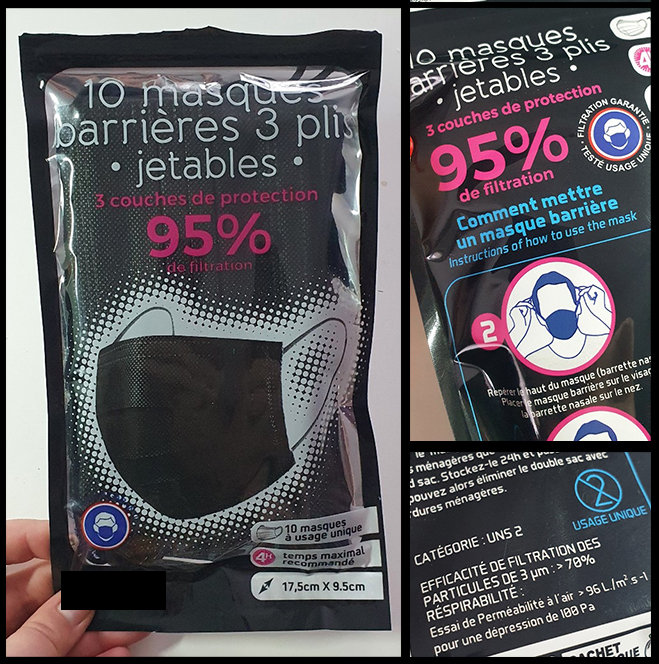 10 masques
barrières 3 plis
• jetables •
3 couches de protection
95%
de filtration
10 masques
à usage unique
4H
temps maximal
recommandé
17,5cm X 9.5cm
10 masques
barrières 3 plis
• jetables •
3 couches de protection
95%
de filtration
FILTRATION GARANTIE
TESTÉ USAGE UNIQUE
Comment mettre
un masque barrière
Instructions of how to use the mask
2
Repérer le haut du masque (barrette nas
Placer le masque barrière sur le visag
la barrette nasale sur le nez.
ménagères
d sac. Stockez-le 24h et
pouvez alors éliminer le double sac avec
rdures ménagères.
USAGE UNIQUE
CATÉGORIE : UNS 2
EFFICACITÉ DE FILTRATION DES
PARTICULES DE 3 µm : > 70%
RÉSPIRABILITÉ :
Essai de Perméabilité à l'air > 96 L/m² s-1
pour une dépression de 100 Pa
SACHET